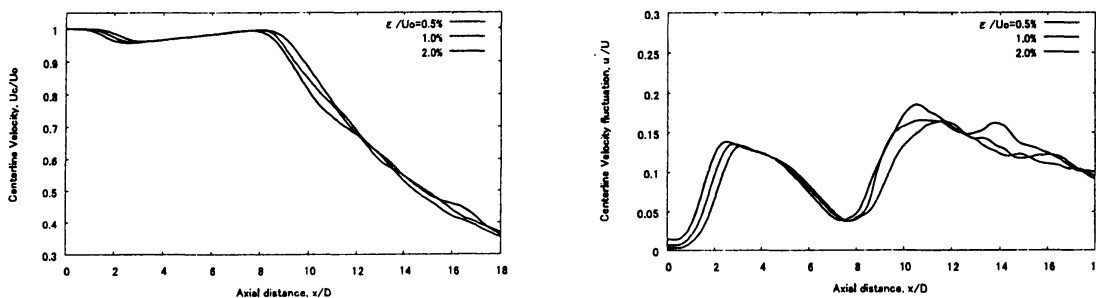 ε/Uo=0.5%
1.0%
2.0%
Centerline Velocity, Uc/Uo
1
0.9
0.8
0.7
0.6
0.5
0.4
0.3
0 2 4 6 8 10 12 14 16 18
Axial distance, x/D
ε/Uo=0.5%
1.0%
2.0%
Centerline Velocity fluctuation, u'/U
0.3
0.25
0.2
0.15
0.1
0.05
0
0 2 4 6 8 10 12 14 16
Axial distance, x/D